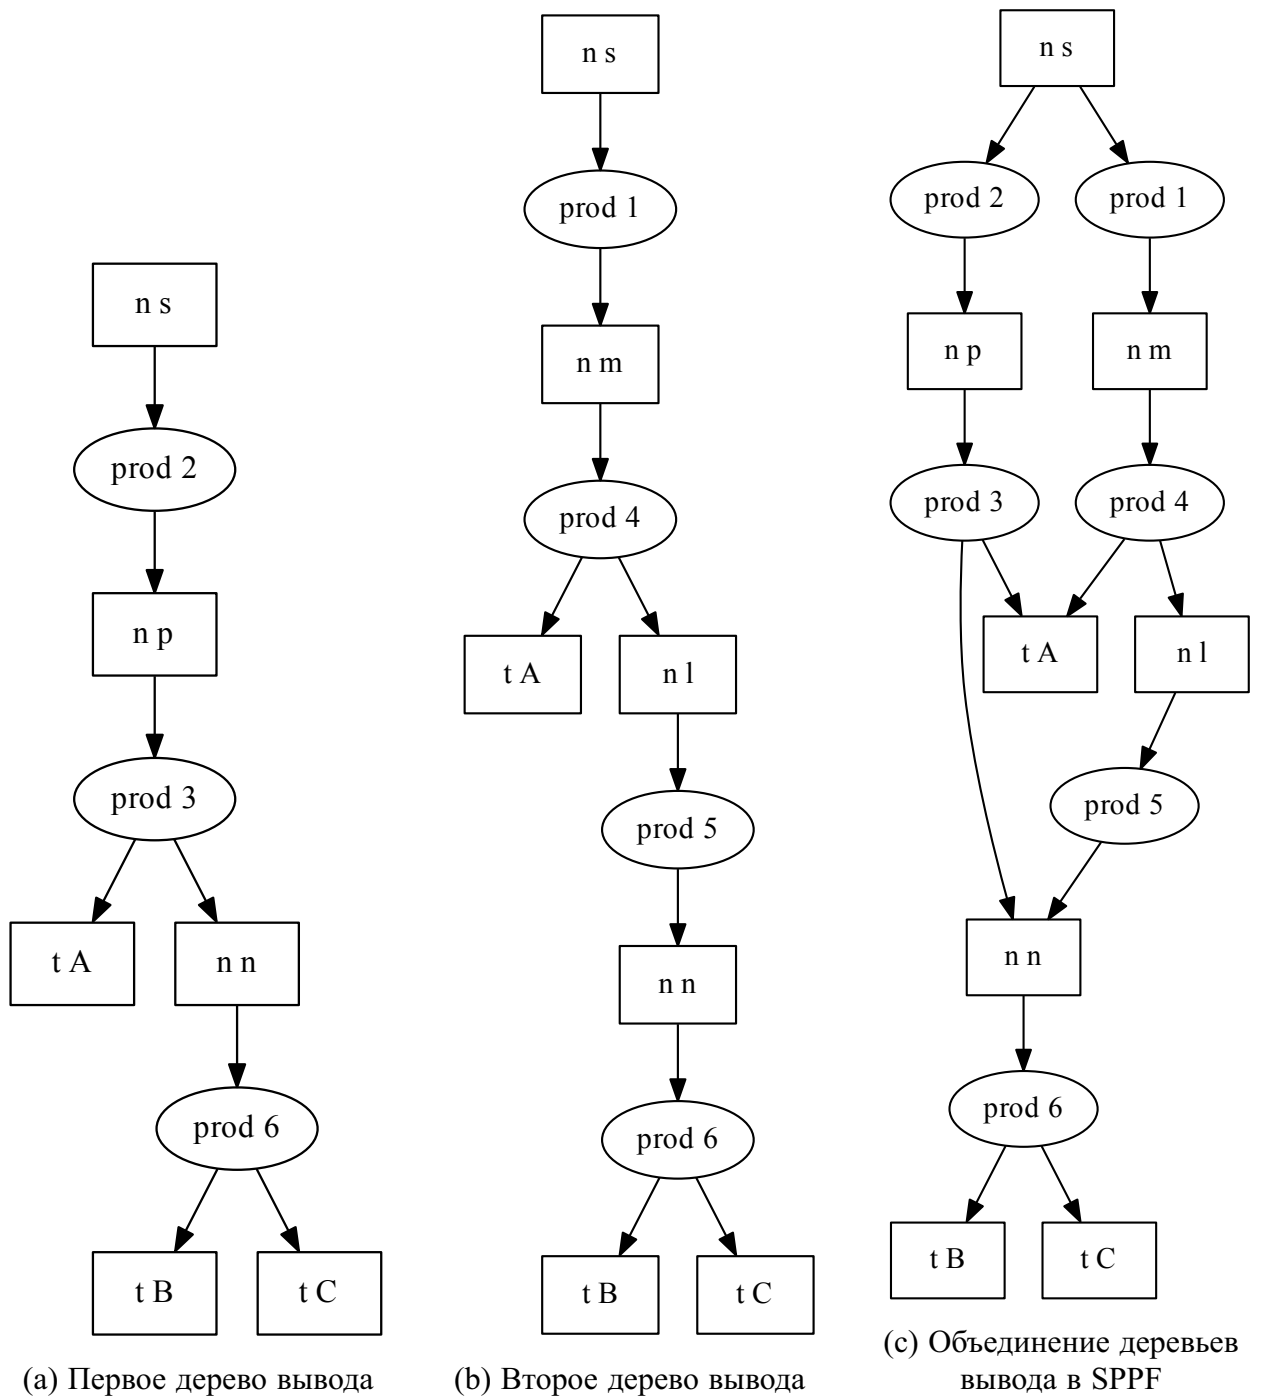 n s
prod 2
n p
prod 3
t A
n n
prod 6
t B
t C
(a) Первое дерево вывода
n s
prod 1
n m
prod 4
t A
n l
prod 5
n n
prod 6
t B
t C
(b) Второе дерево вывода
n s
prod 2
prod 1
n p
n m
prod 3
prod 4
t A
n l
prod 5
n n
prod 6
t B
t C
(c) Объединение деревьев
вывода в SPPF